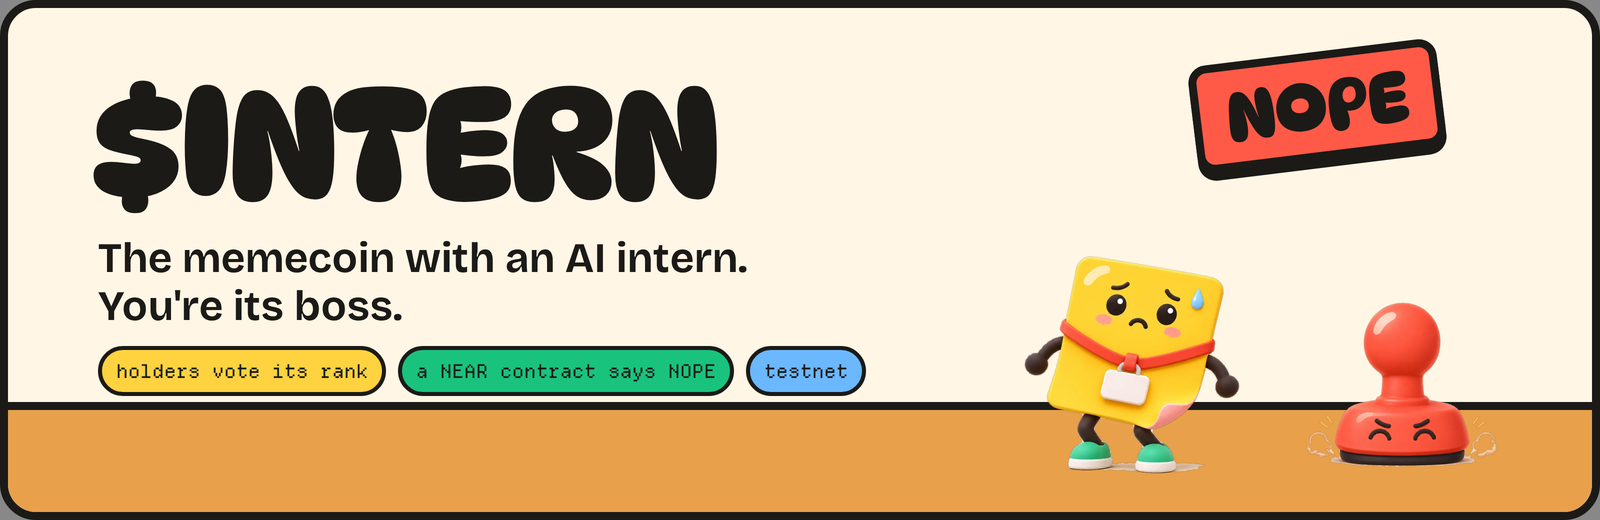 $INTERN
NOPE
The memecoin with an AI intern.
You're its boss.
holders vote its rank
a NEAR contract says NOPE
testnet